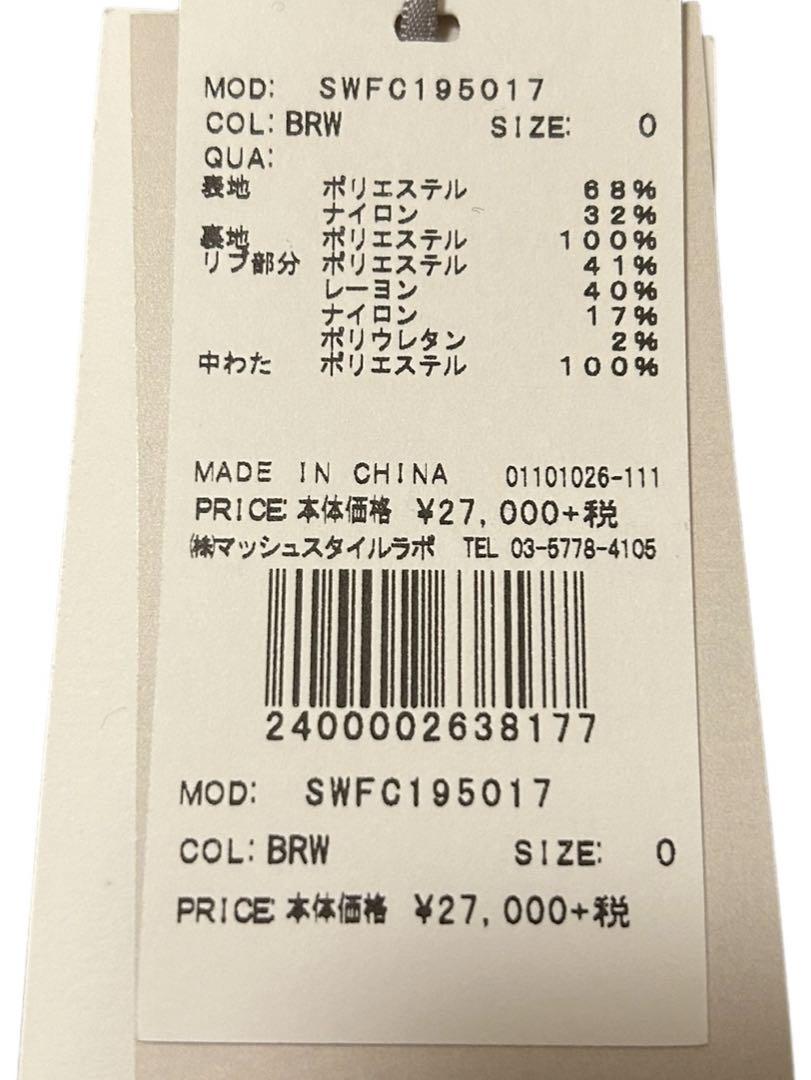 MOD: SWFC195017
COL: BRW SIZE: 0
QUA:
表地 ポリエステル 68%
ナイロン 32%
裏地 ポリエステル 100%
リブ部分 ポリエステル 41%
レーヨン 40%
ナイロン 17%
ポリウレタン 2%
中わた ポリエステル 100%
MADE IN CHINA 01101026-111
PRICE: 本体価格 ¥27,000+税
㈱マッシュスタイルラボ TEL 03-5778-4105
2400002638177
MOD: SWFC195017
COL: BRW SIZE: 0
PRICE: 本体価格 ¥27,000+税